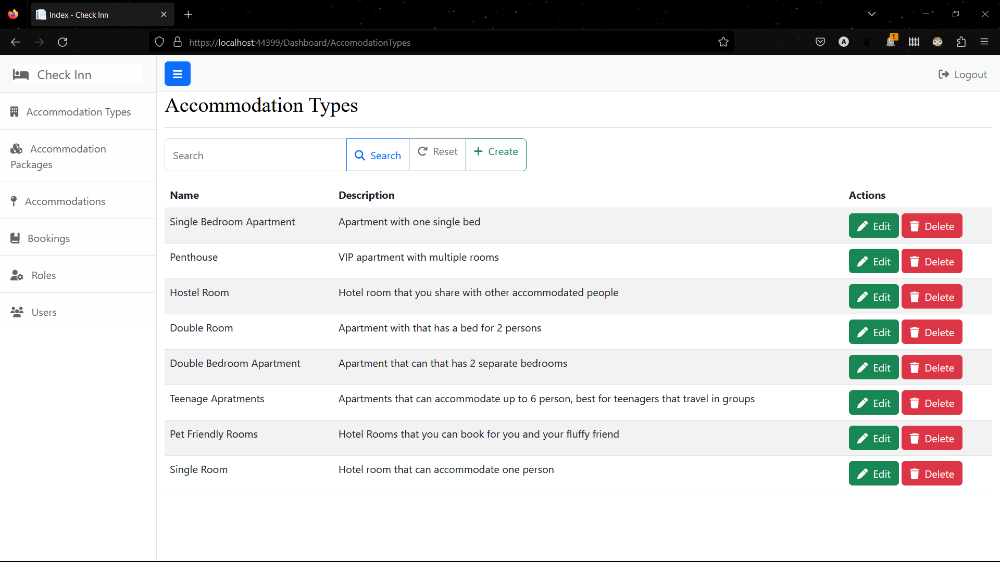 Index - Check Inn
https://localhost:44399/Dashboard/AccomodationTypes
A
!
Check Inn
Logout
Accommodation Types
Accommodation
Packages
Accommodations
Bookings
Roles
Users
Accommodation Types
Search Search Reset Create
Name Description Actions
Single Bedroom Apartment Apartment with one single bed Edit Delete
Penthouse VIP apartment with multiple rooms Edit Delete
Hostel Room Hotel room that you share with other accommodated people Edit Delete
Double Room Apartment with that has a bed for 2 persons Edit Delete
Double Bedroom Apartment Apartment that can that has 2 separate bedrooms Edit Delete
Teenage Apratments Apartments that can accommodate up to 6 person, best for teenagers that travel in groups Edit Delete
Pet Friendly Rooms Hotel Rooms that you can book for you and your fluffy friend Edit Delete
Single Room Hotel room that can accommodate one person Edit Delete